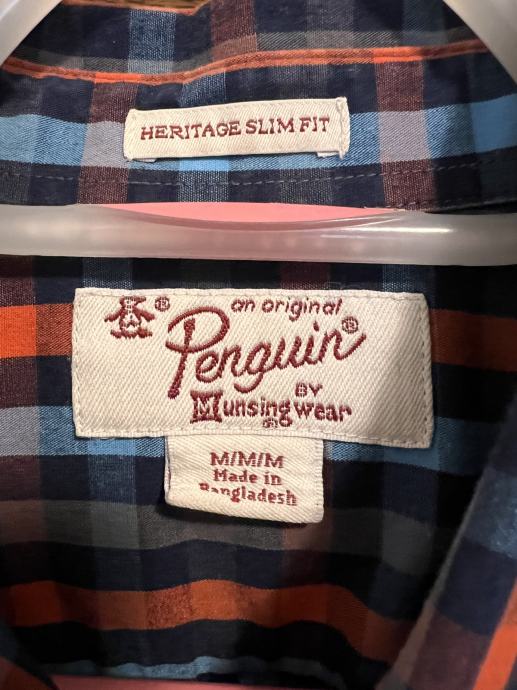 HERITAGE SLIM FIT
®
an original
Penguin®
BY
Munsingwear
®
M/M/M
Made in
Bangladesh